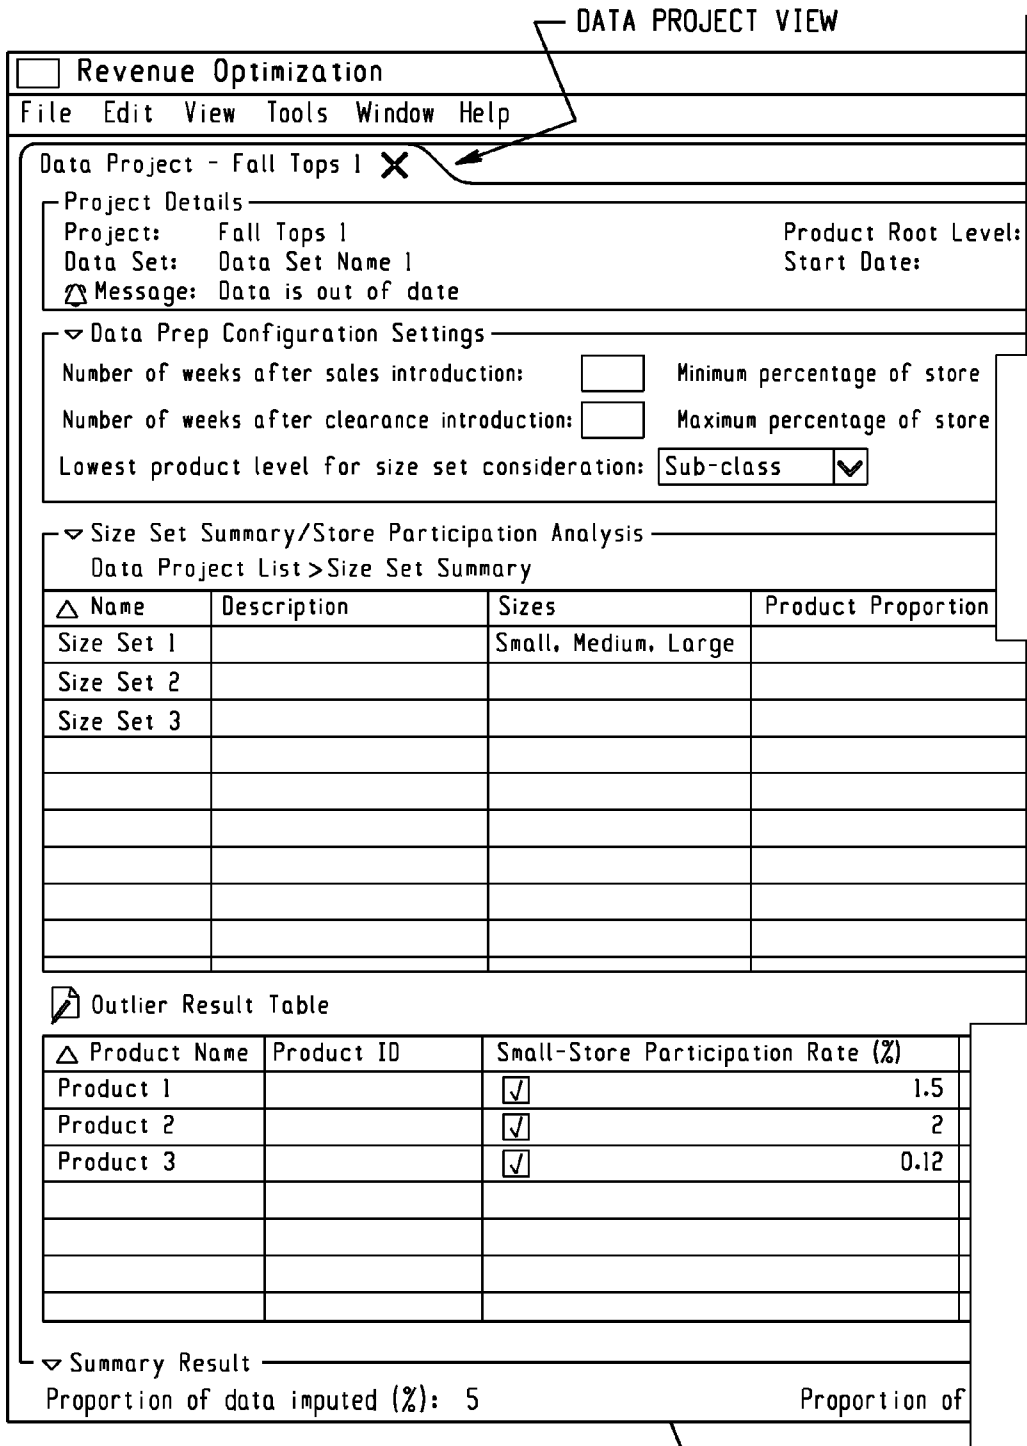 DATA PROJECT VIEW
Revenue Optimization
File Edit View Tools Window Help
Data Project - Fall Tops 1
Project Details
Project: Fall Tops 1 Product Root Level:
Data Set: Data Set Name 1 Start Date:
Message: Data is out of date
Data Prep Configuration Settings
Number of weeks after sales introduction: Minimum percentage of store
Number of weeks after clearance introduction: Maximum percentage of store
Lowest product level for size set consideration: Sub-class
Size Set Summary/Store Participation Analysis
Data Project List>Size Set Summary
Name Description Sizes Product Proportion
Size Set 1 Small, Medium, Large
Size Set 2
Size Set 3
Outlier Result Table
Product Name Product ID Small-Store Participation Rate (%)
Product 1 1.5
Product 2 2
Product 3 0.12
Summary Result
Proportion of data imputed (%): 5 Proportion of